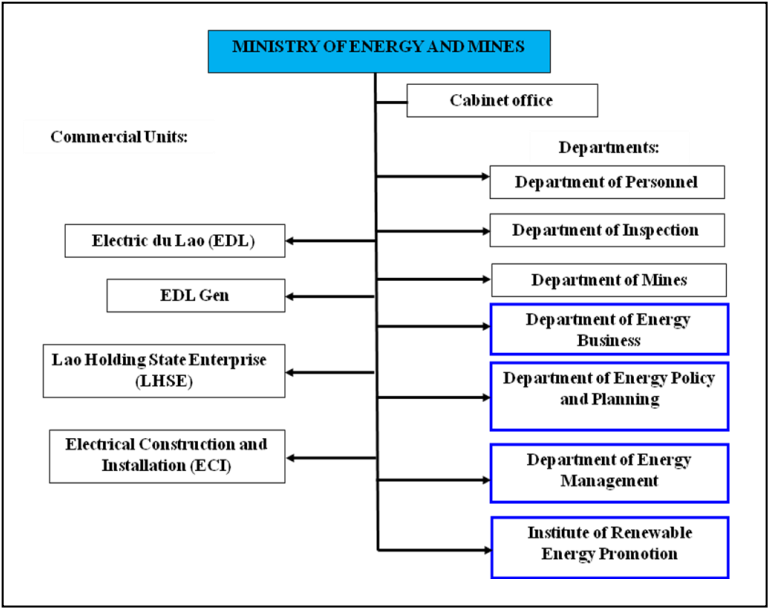 MINISTRY OF ENERGY AND MINES
Cabinet office
Commercial Units:
Departments:
Department of Personnel
Department of Inspection
Electric du Lao (EDL)
Department of Mines
EDL Gen
Department of Energy
Business
Lao Holding State Enterprise
(LHSE)
Department of Energy Policy
and Planning
Electrical Construction and
Installation (ECI)
Department of Energy
Management
Institute of Renewable
Energy Promotion